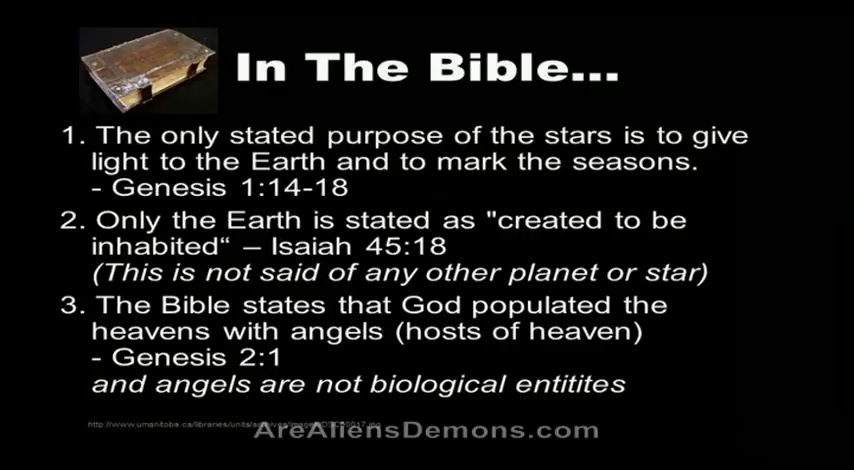 In The Bible...
1. The only stated purpose of the stars is to give
light to the Earth and to mark the seasons.
- Genesis 1:14-18
2. Only the Earth is stated as "created to be
inhabited“ – Isaiah 45:18
(This is not said of any other planet or star)
3. The Bible states that God populated the
heavens with angels (hosts of heaven)
- Genesis 2:1
and angels are not biological entitites
AreAliensDemons.com